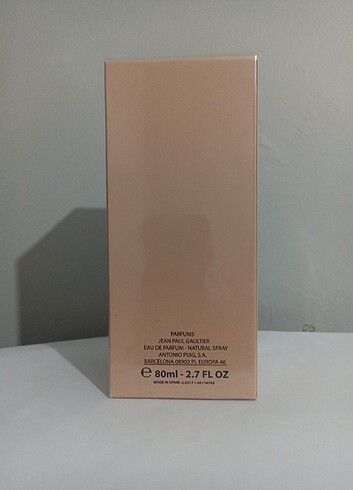 PARFUMS
JEAN PAUL GAULTIER
EAU DE PARFUM - NATURAL SPRAY
ANTONIO PUIG, S.A.
BARCELONA 08902 PL EUROPA 46
℮ 80ml - 2.7 FL OZ
MADE IN SPAIN